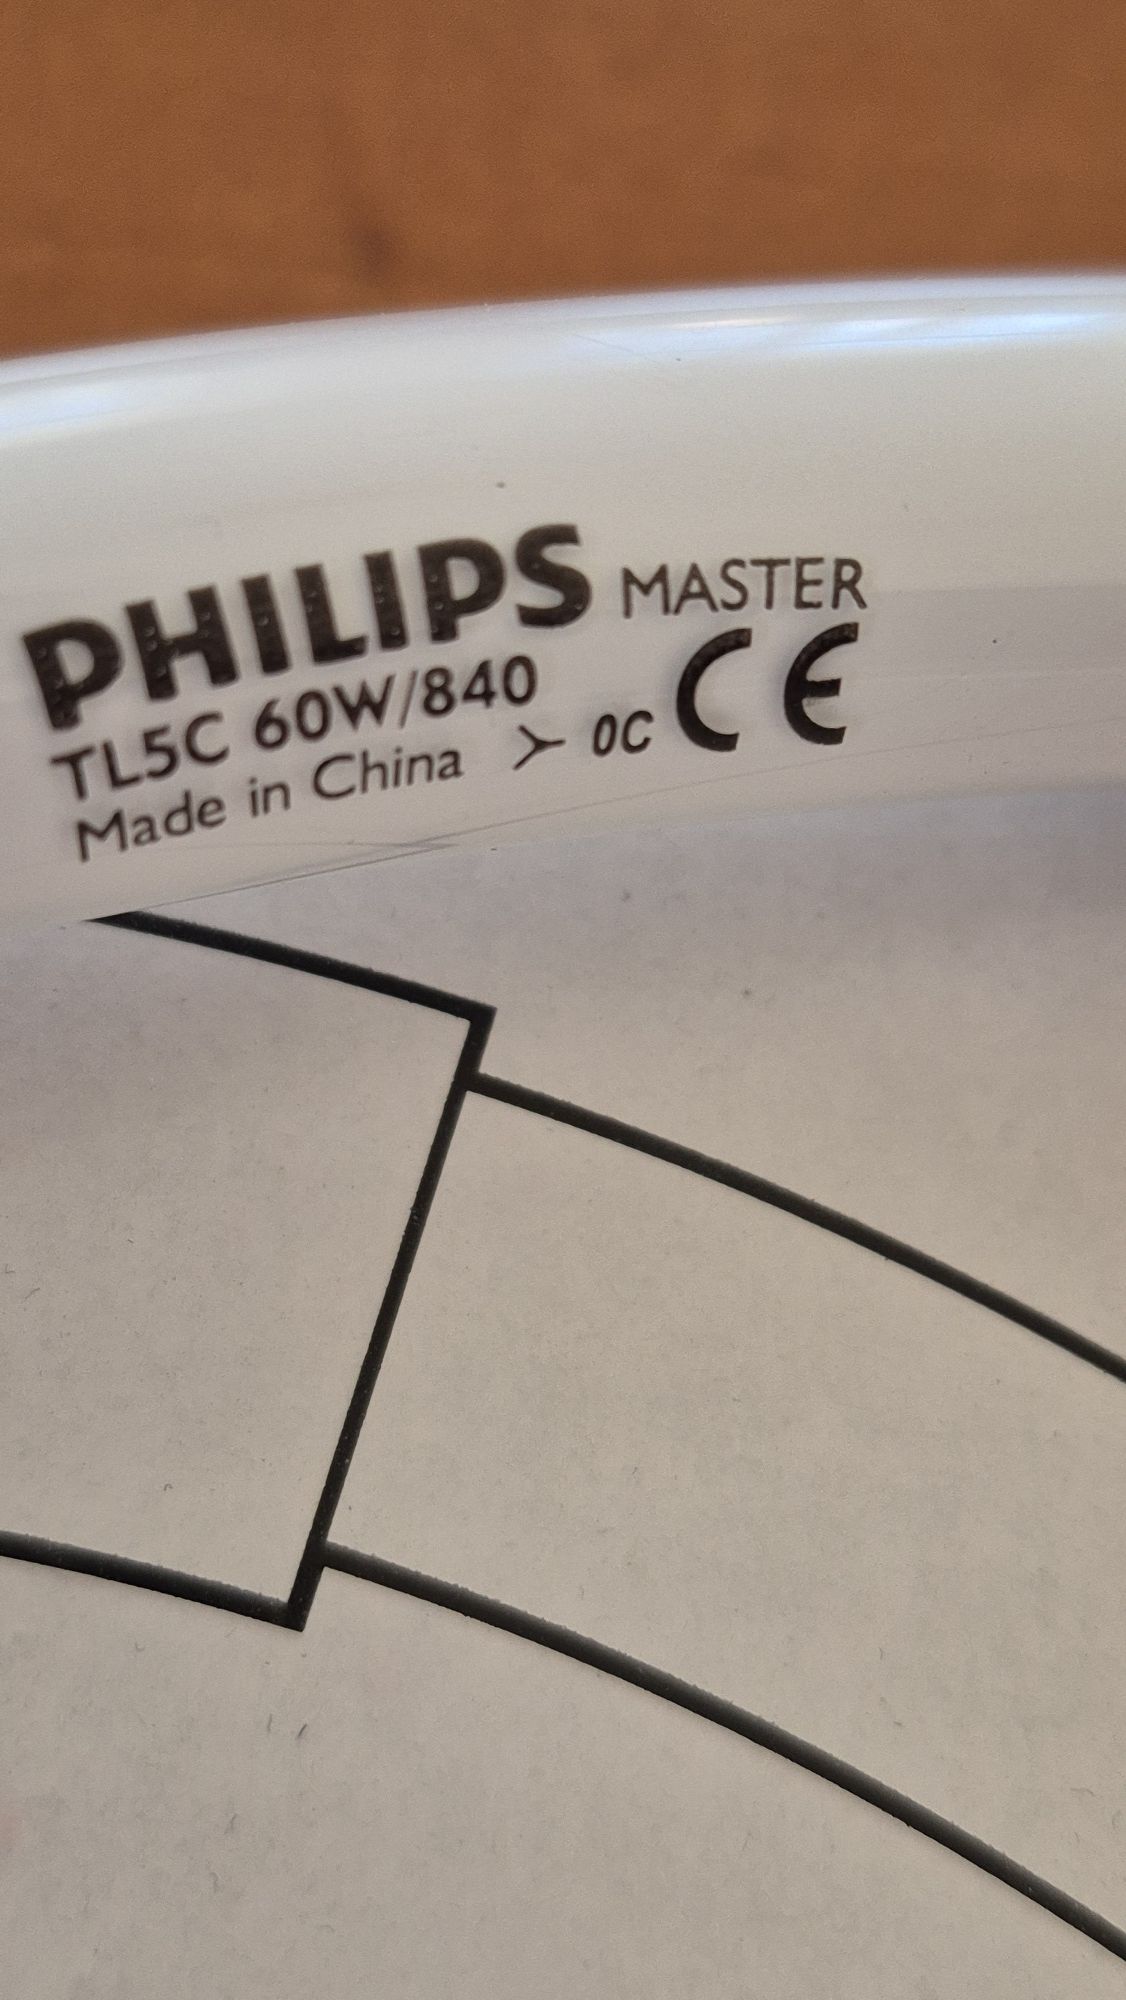 PHILIPS MASTER
TL5C 60W/840
Made in China >- 0C CE